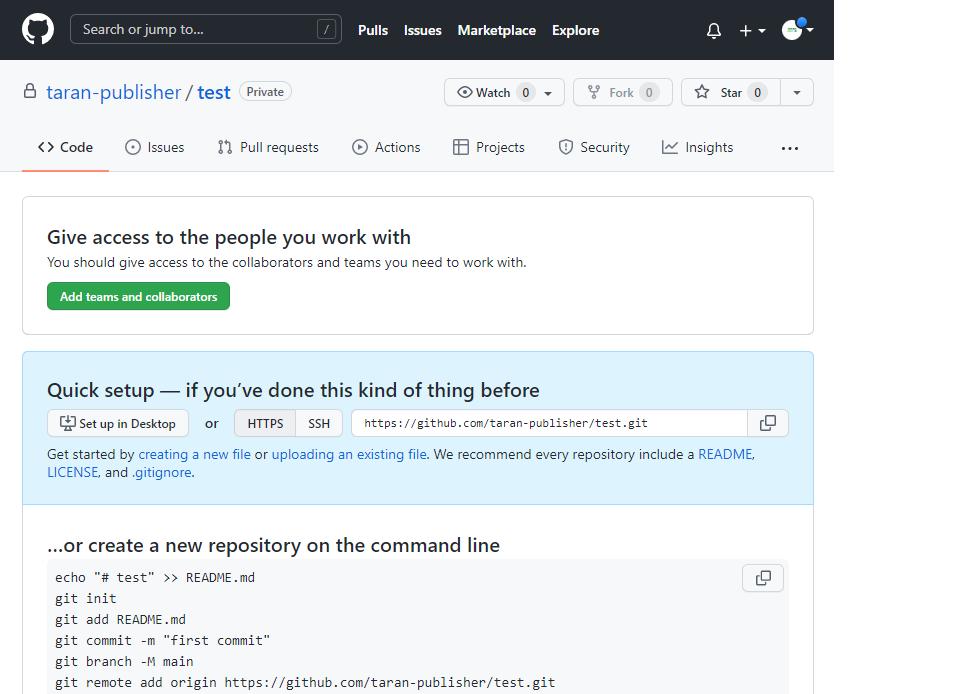 Search or jump to... /
Pulls Issues Marketplace Explore
taran-publisher / test Private
Watch 0 Fork 0 Star 0
Code Issues Pull requests Actions Projects Security Insights ...
Give access to the people you work with
You should give access to the collaborators and teams you need to work with.
Add teams and collaborators
Quick setup — if you’ve done this kind of thing before
Set up in Desktop or HTTPS SSH https://github.com/taran-publisher/test.git
Get started by creating a new file or uploading an existing file. We recommend every repository include a README,
LICENSE, and .gitignore.
…or create a new repository on the command line
echo "# test" >> README.md
git init
git add README.md
git commit -m "first commit"
git branch -M main
git remote add origin https://github.com/taran-publisher/test.git